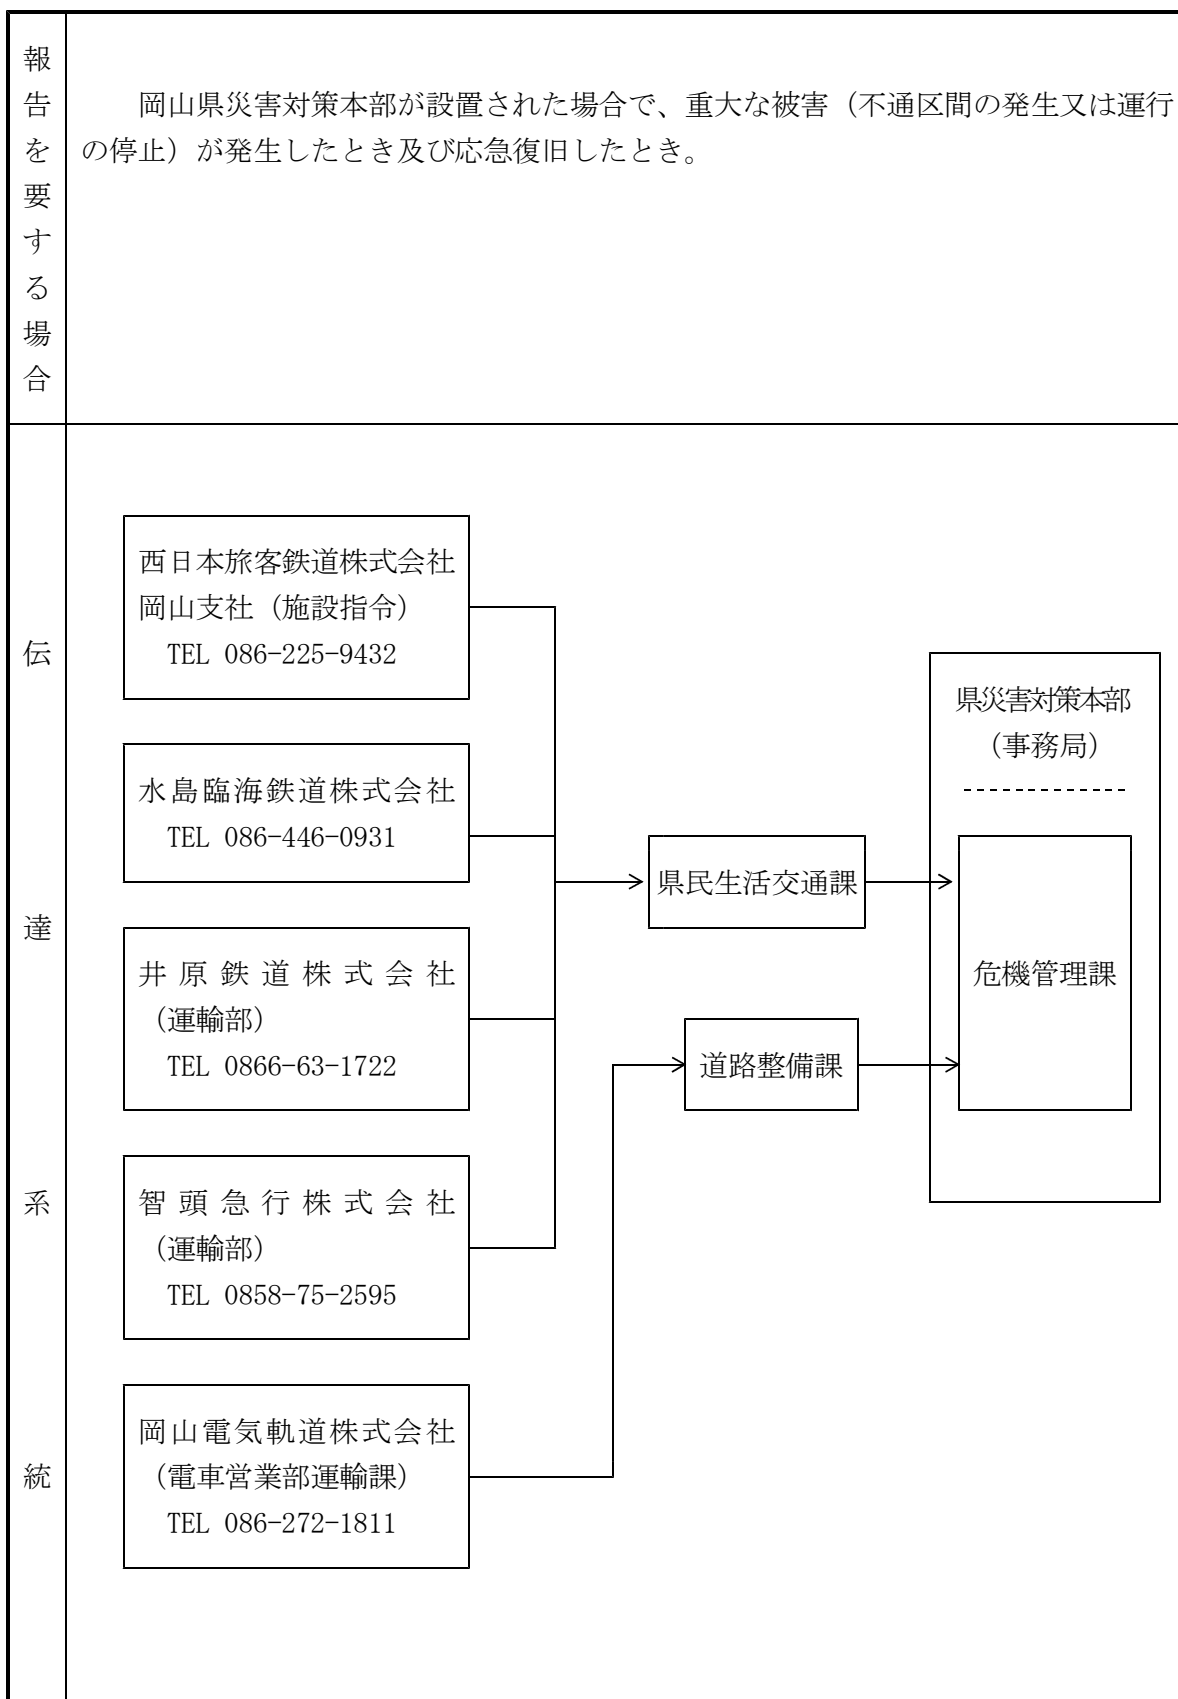 報告を要する場合
岡山県災害対策本部が設置された場合で、重大な被害（不通区間の発生又は運行
の停止）が発生したとき及び応急復旧したとき。
伝達系統
西日本旅客鉄道株式会社
岡山支社（施設指令）
TEL 086-225-9432
水島臨海鉄道株式会社
TEL 086-446-0931
井原鉄道株式会社
（運輸部）
TEL 0866-63-1722
智頭急行株式会社
（運輸部）
TEL 0858-75-2595
岡山電気軌道株式会社
（電車営業部運輸課）
TEL 086-272-1811
県民生活交通課
道路整備課
県災害対策本部
（事務局）
危機管理課